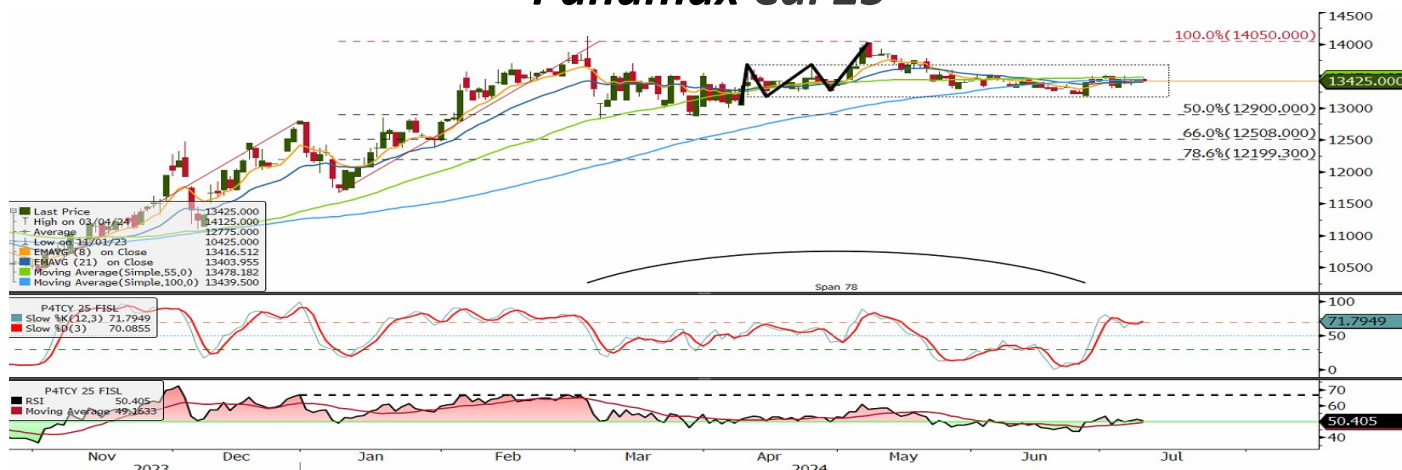 Panamax Cal 25
14500
14000
13425.000
13000
12500
12000
11500
11000
10500
100.0%(14050.000)
50.0%(12900.000)
66.0%(12508.000)
78.6%(12199.300)
Last Price 13425.000
High on 03/04/24 14125.000
Average 12775.000
Low on 11/01/23 10425.000
EMAVG (8) on Close 13416.512
EMAVG (21) on Close 13403.955
Moving Average(Simple,55,0) 13478.182
Moving Average(Simple,100,0) 13439.500
Span 78
P4TCY 25 FISL
Slow %K(12,3) 71.7949
Slow %D(3) 70.0855
100
71.7949
50
0
P4TCY 25 FISL
RSI 50.405
Moving Average 49.1633
70
60
50.405
40
Nov Dec Jan Feb Mar Apr May Jun Jul
2023 2024